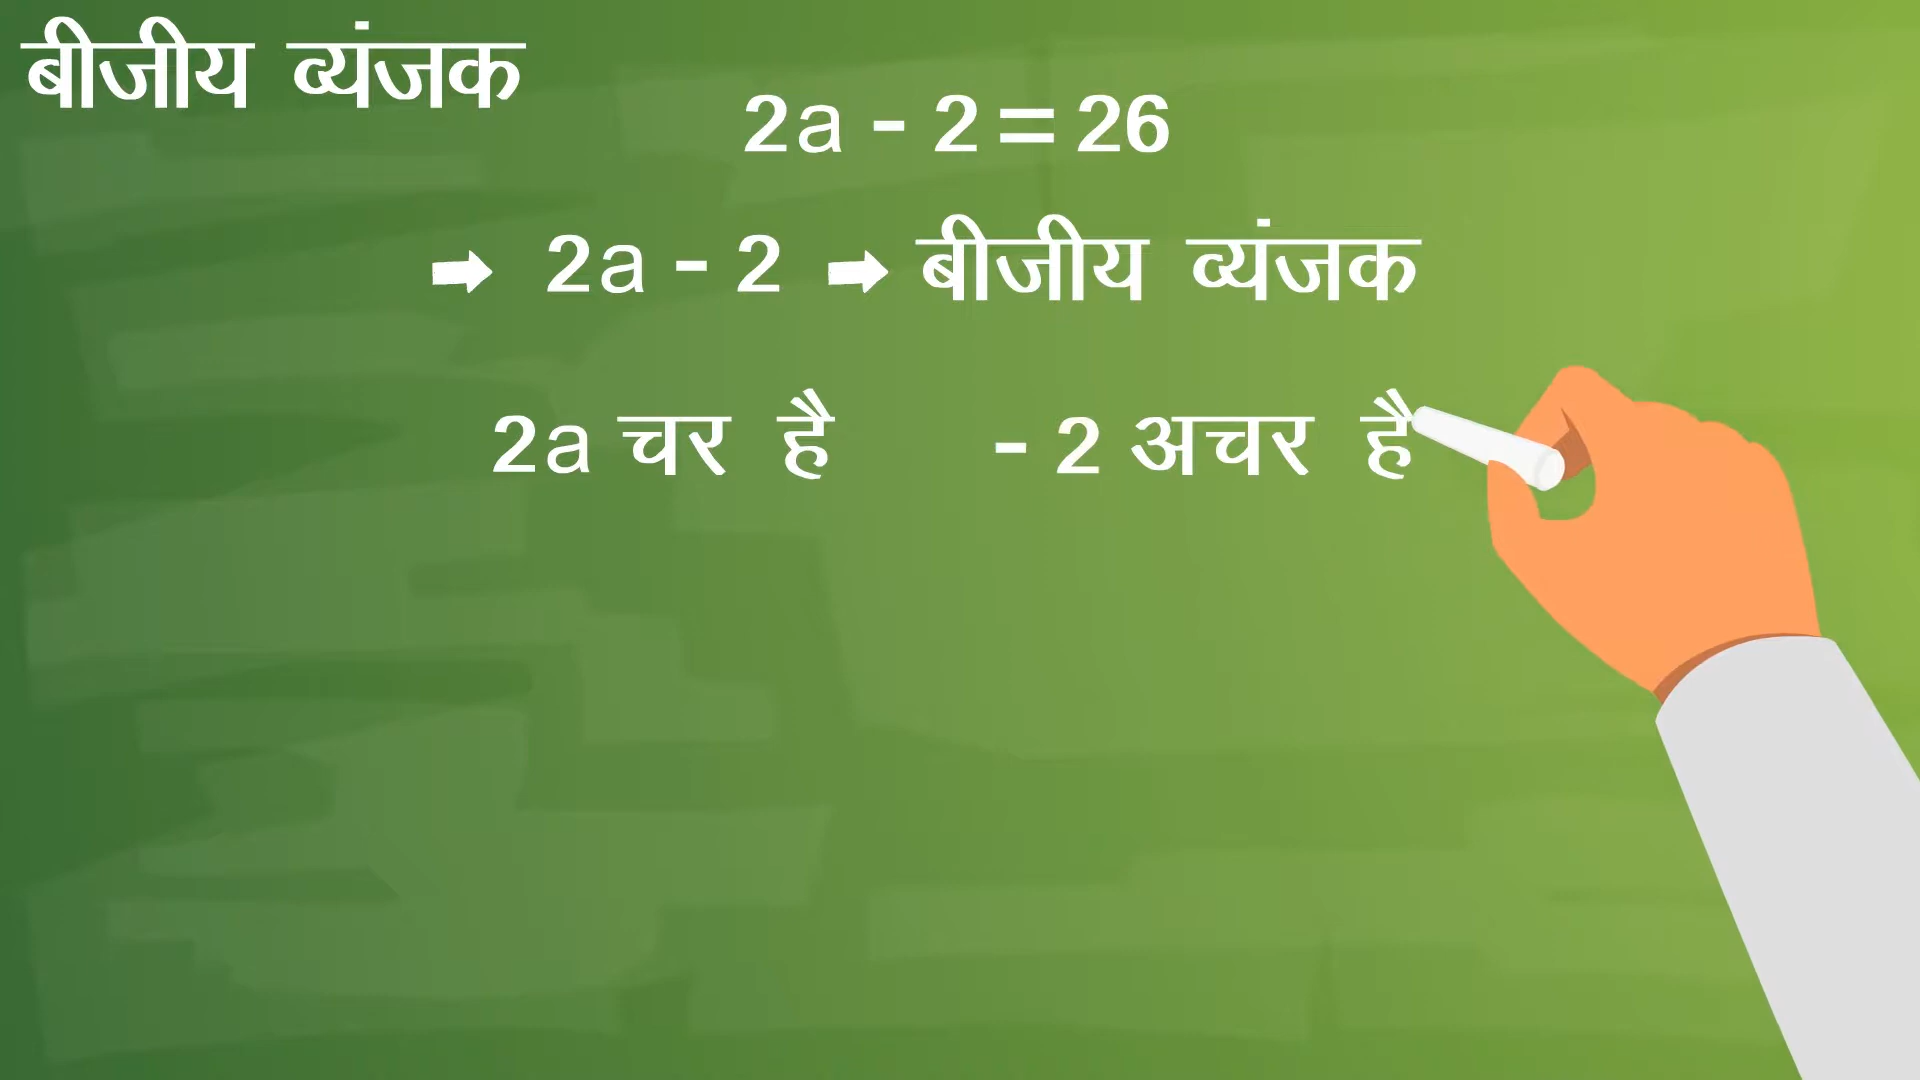 बीजीय व्यंजक
2a - 2 = 26
➡ 2a - 2 ➡ बीजीय व्यंजक
2a चर है - 2 अचर है